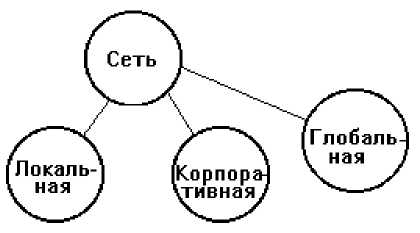 Сеть
Локаль-
ная
Корпора-
тивная
Глобаль-
ная